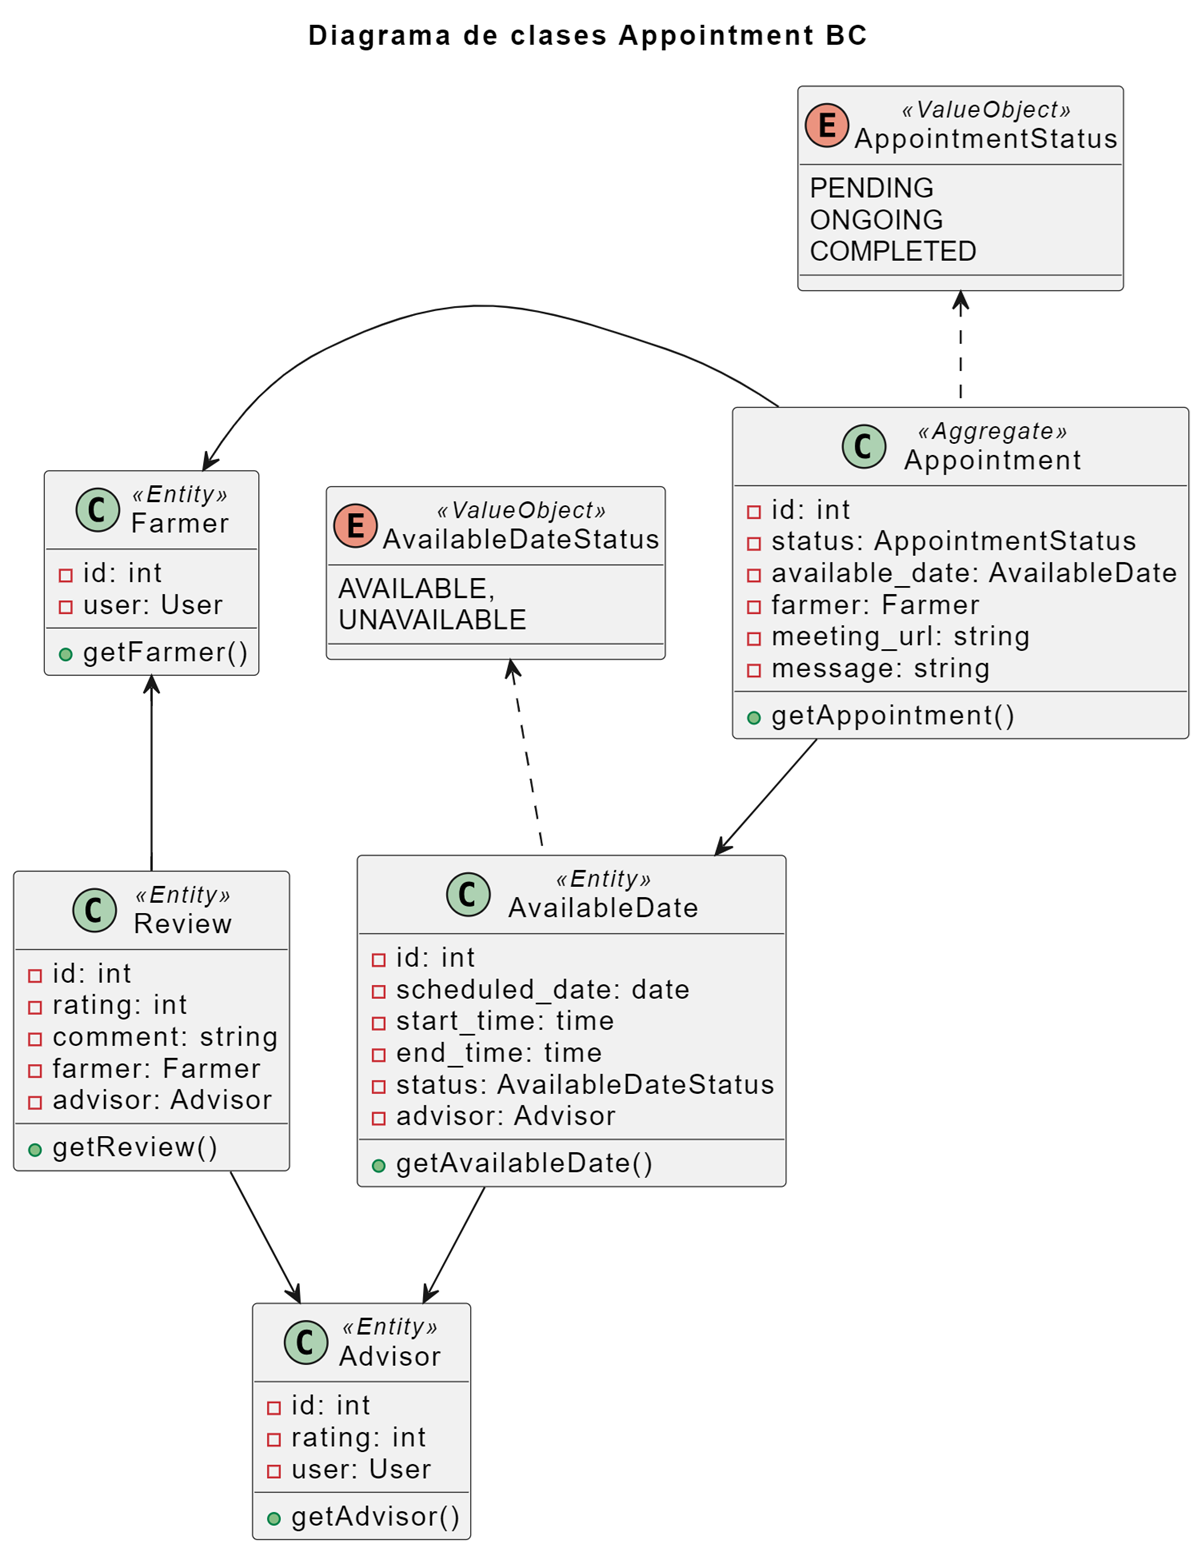 Diagrama de clases Appointment BC
E
«ValueObject»
AppointmentStatus
PENDING
ONGOING
COMPLETED
C
«Aggregate»
Appointment
id: int
status: AppointmentStatus
available_date: AvailableDate
farmer: Farmer
meeting_url: string
message: string
getAppointment()
C
«Entity»
Farmer
id: int
user: User
getFarmer()
E
«ValueObject»
AvailableDateStatus
AVAILABLE,
UNAVAILABLE
C
«Entity»
Review
id: int
rating: int
comment: string
farmer: Farmer
advisor: Advisor
getReview()
C
«Entity»
AvailableDate
id: int
scheduled_date: date
start_time: time
end_time: time
status: AvailableDateStatus
advisor: Advisor
getAvailableDate()
C
«Entity»
Advisor
id: int
rating: int
user: User
getAdvisor()